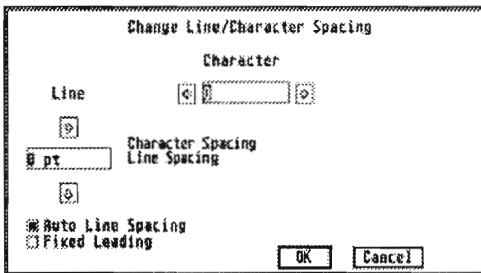 Change Line/Character Spacing
Character
Line
0
Character Spacing
0 pt
Line Spacing
Auto Line Spacing
Fixed Leading
OK
Cancel